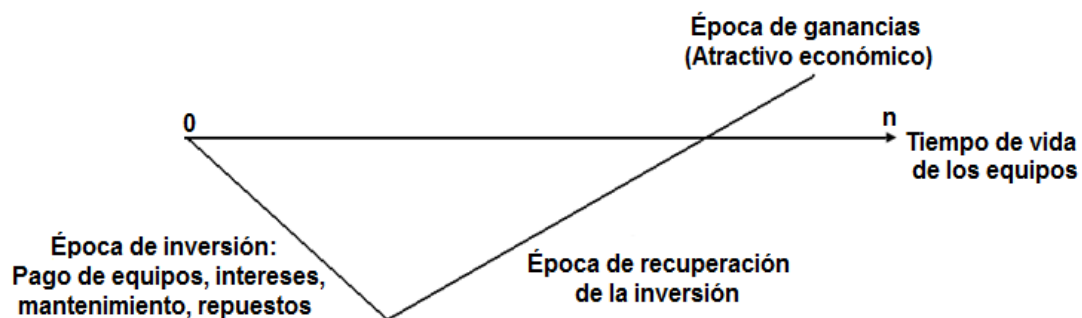 Época de ganancias
(Atractivo económico)
0
n
Tiempo de vida
de los equipos
Época de inversión:
Pago de equipos, intereses,
mantenimiento, repuestos
Época de recuperación
de la inversión